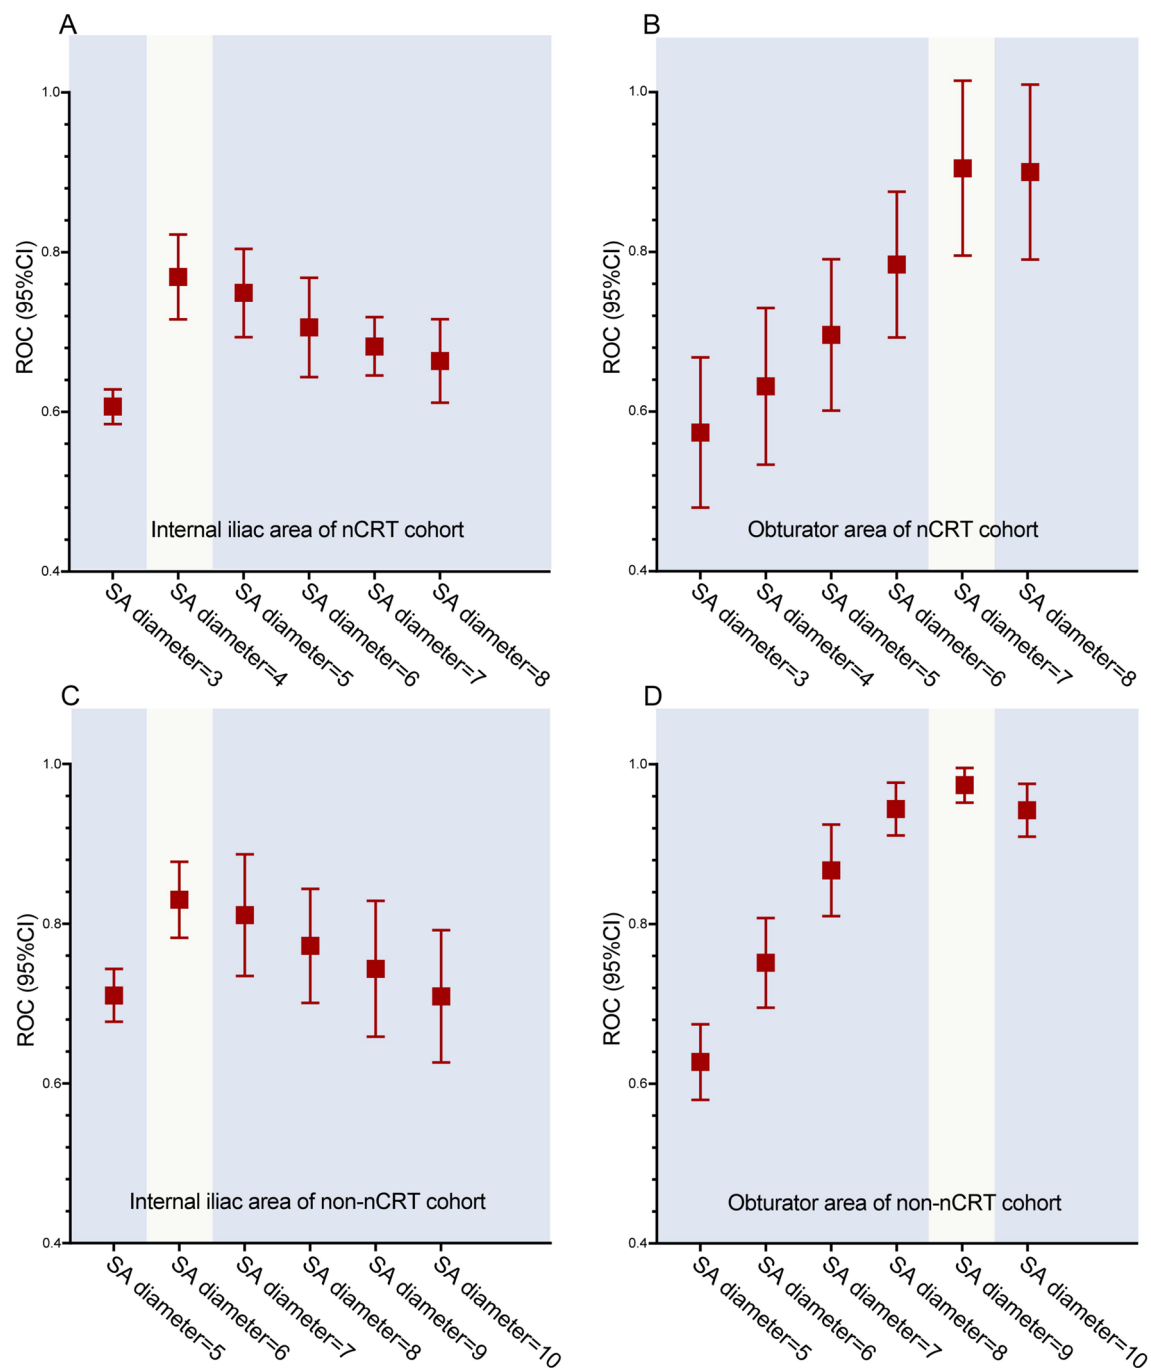 A
1.0
0.8
0.6
0.4
ROC (95%CI)
Internal iliac area of nCRT cohort
SA diameter=3
SA diameter=4
SA diameter=5
SA diameter=6
SA diameter=7
SA diameter=8
B
1.0
0.8
0.6
0.4
ROC (95%CI)
Obturator area of nCRT cohort
SA diameter=3
SA diameter=4
SA diameter=5
SA diameter=6
SA diameter=7
SA diameter=8
C
1.0
0.8
0.6
0.4
ROC (95%CI)
Internal iliac area of non-nCRT cohort
SA diameter=5
SA diameter=6
SA diameter=7
SA diameter=8
SA diameter=9
SA diameter=10
D
1.0
0.8
0.6
0.4
ROC (95%CI)
Obturator area of non-nCRT cohort
SA diameter=5
SA diameter=6
SA diameter=7
SA diameter=8
SA diameter=9
SA diameter=10